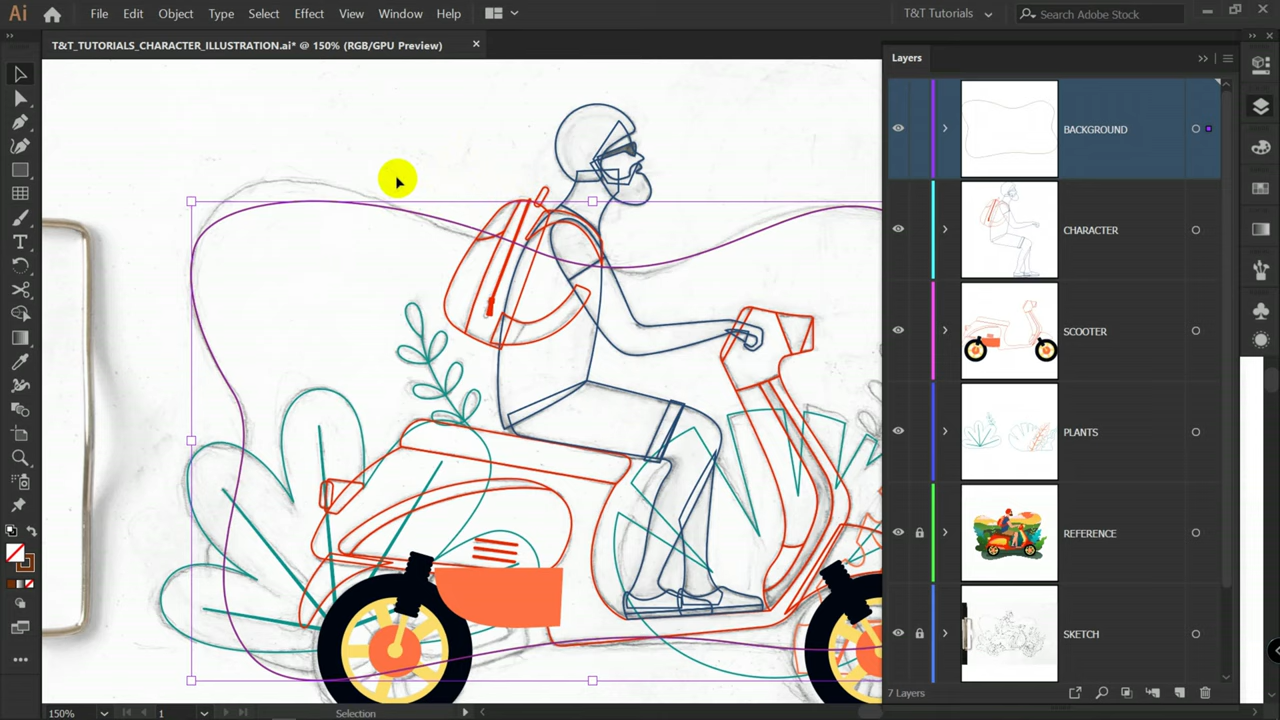 Ai File Edit Object Type Select Effect View Window Help T&T Tutorials Search Adobe Stock
T&T_TUTORIALS_CHARACTER_ILLUSTRATION.ai* @ 150% (RGB/GPU Preview)
Layers
BACKGROUND
CHARACTER
SCOOTER
PLANTS
REFERENCE
SKETCH
7 Layers
150% 1 Selection